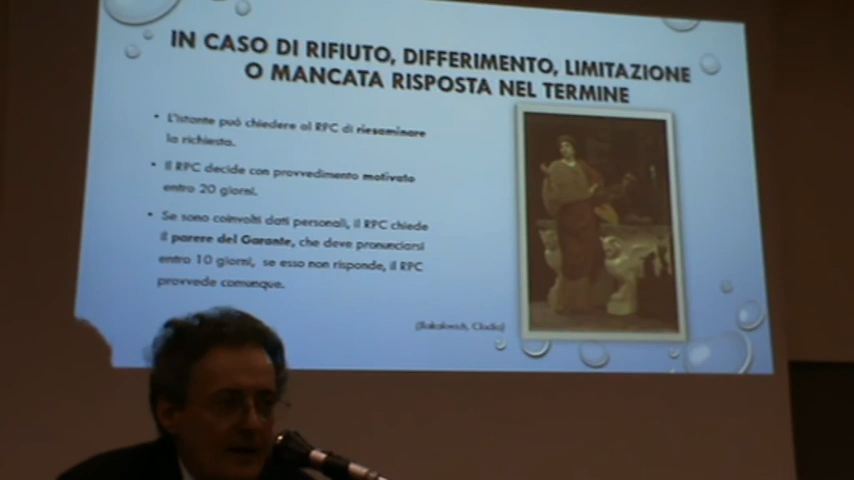 IN CASO DI RIFIUTO, DIFFERIMENTO, LIMITAZIONE
O MANCATA RISPOSTA NEL TERMINE
• L'istante può chiedere al RPC di riesaminare
la richiesta.
• Il RPC decide con provvedimento motivato
entro 20 giorni.
• Se sono coinvolti dati personali, il RPC chiede
il parere del Garante, che deve pronunciarsi
entro 10 giorni, se esso non risponde, il RPC
provvede comunque.
(Bakalowicz, Clodia)